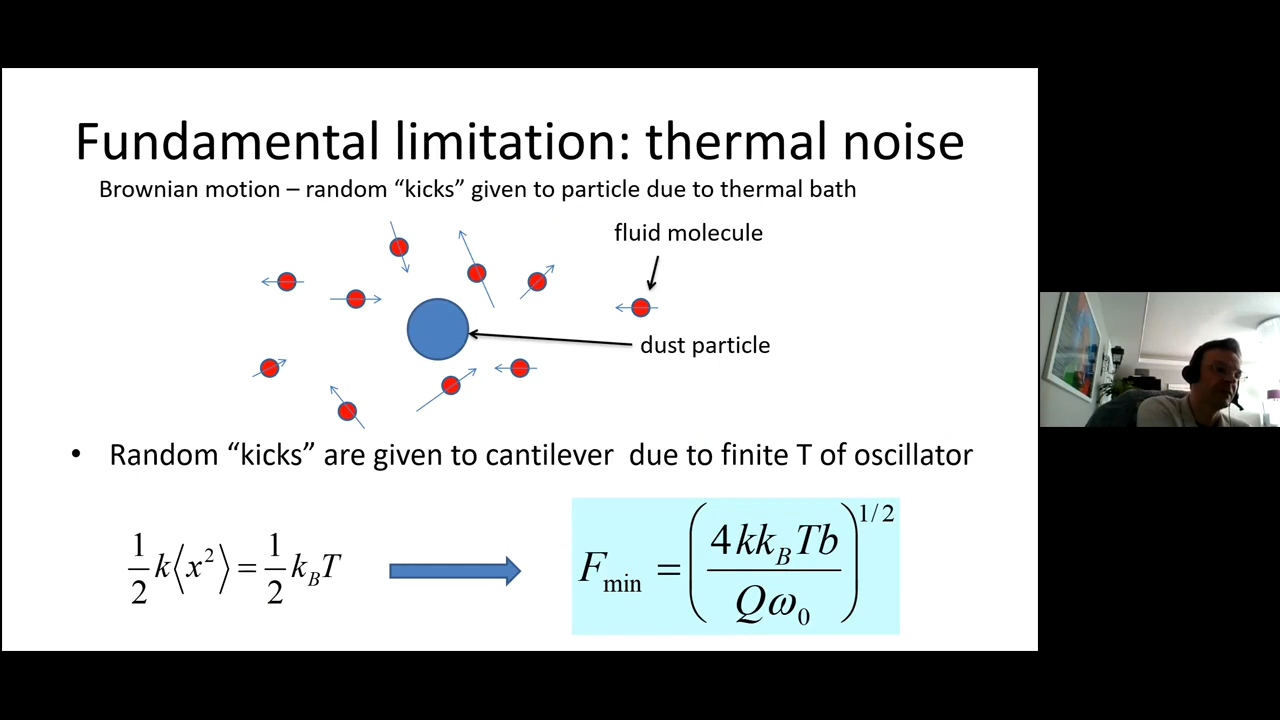 Fundamental limitation: thermal noise
Brownian motion – random “kicks” given to particle due to thermal bath
fluid molecule
dust particle
• Random “kicks” are given to cantilever due to finite T of oscillator
1/2 k⟨x²⟩ = 1/2 k_B T
F_min = (4kk_B Tb / Qω₀)^1/2